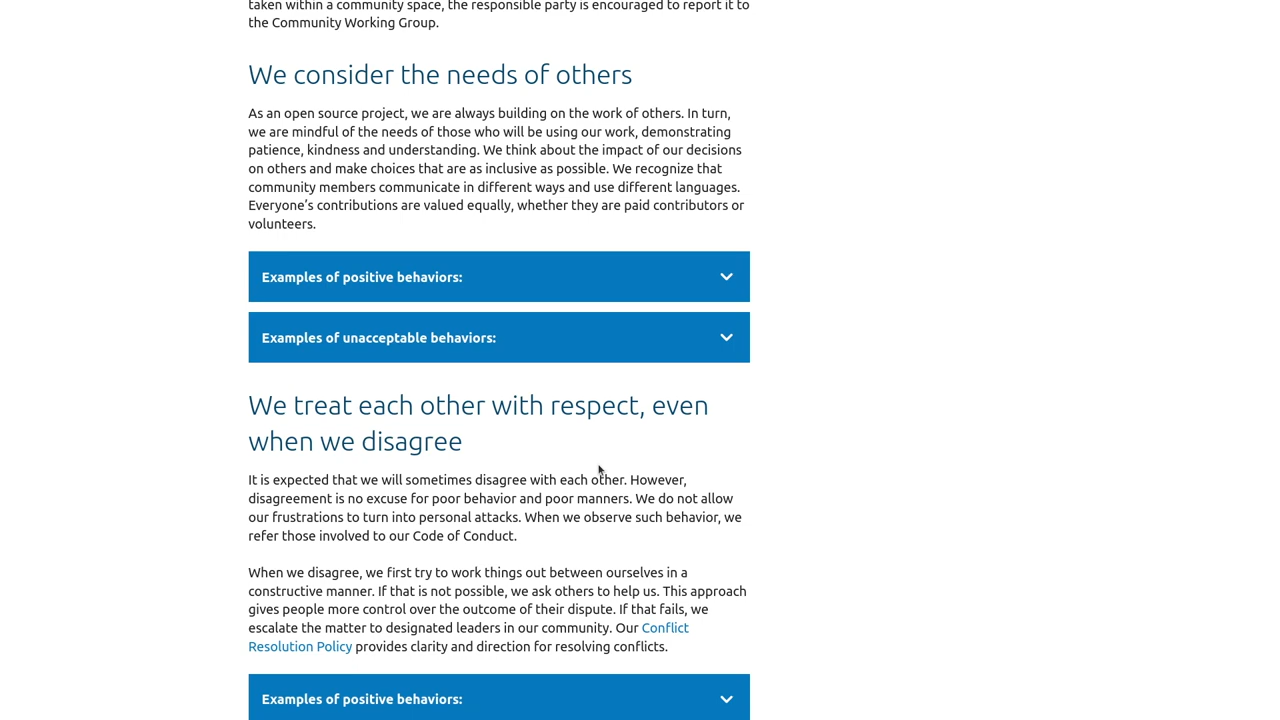 taken within a community space, the responsible party is encouraged to report it to
the Community Working Group.
We consider the needs of others
As an open source project, we are always building on the work of others. In turn,
we are mindful of the needs of those who will be using our work, demonstrating
patience, kindness and understanding. We think about the impact of our decisions
on others and make choices that are as inclusive as possible. We recognize that
community members communicate in different ways and use different languages.
Everyone’s contributions are valued equally, whether they are paid contributors or
volunteers.
Examples of positive behaviors:
Examples of unacceptable behaviors:
We treat each other with respect, even
when we disagree
It is expected that we will sometimes disagree with each other. However,
disagreement is no excuse for poor behavior and poor manners. We do not allow
our frustrations to turn into personal attacks. When we observe such behavior, we
refer those involved to our Code of Conduct.
When we disagree, we first try to work things out between ourselves in a
constructive manner. If that is not possible, we ask others to help us. This approach
gives people more control over the outcome of their dispute. If that fails, we
escalate the matter to designated leaders in our community. Our Conflict
Resolution Policy provides clarity and direction for resolving conflicts.
Examples of positive behaviors: